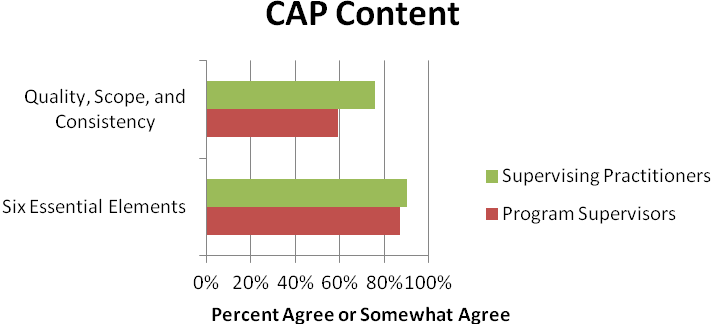 CAP Content
Quality, Scope, and
Consistency
Six Essential Elements
Supervising Practitioners
Program Supervisors
0% 20% 40% 60% 80% 100%
Percent Agree or Somewhat Agree